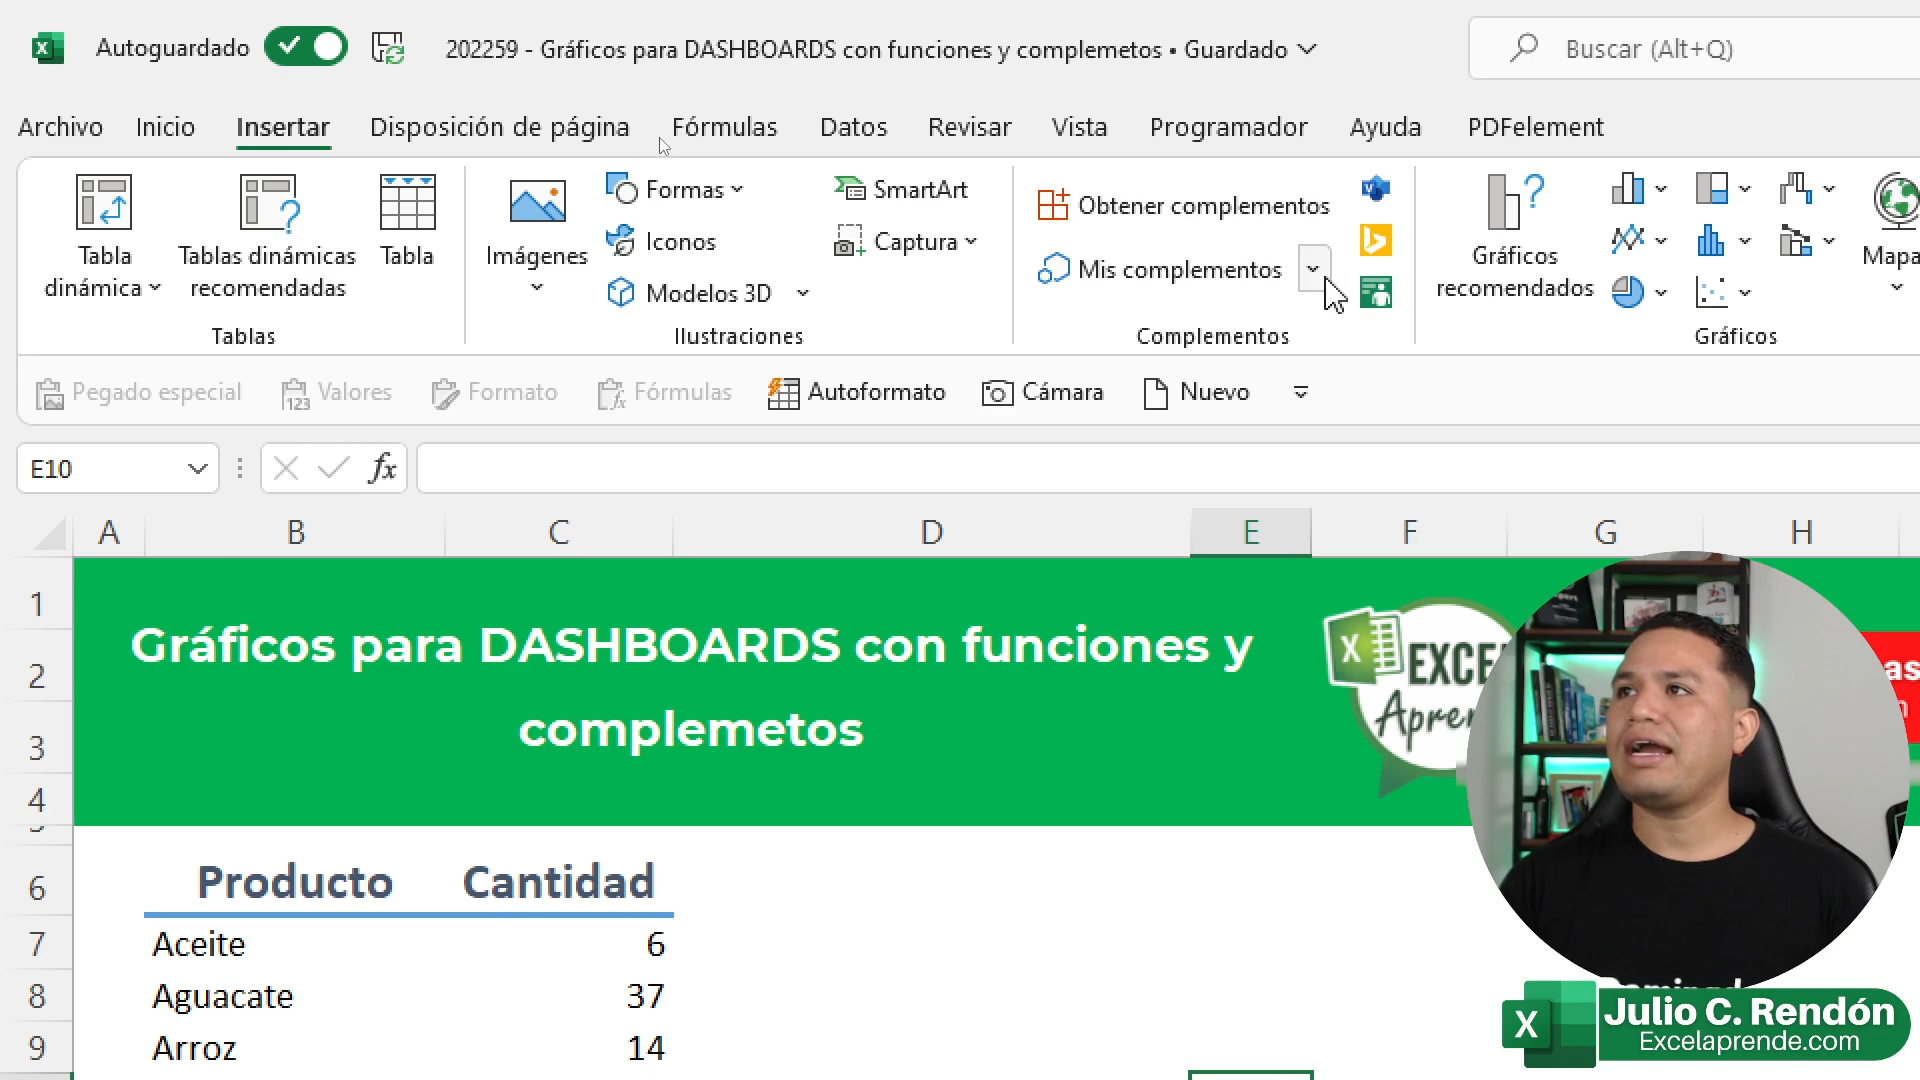 Autoguardado
202259 - Gráficos para DASHBOARDS con funciones y complemetos • Guardado
Buscar (Alt+Q)
Archivo Inicio Insertar Disposición de página Fórmulas Datos Revisar Vista Programador Ayuda PDFelement
Tabla
dinámica
Tablas dinámicas
recomendadas
Tabla
Tablas
Imágenes
Formas
Iconos
Modelos 3D
SmartArt
Captura
Ilustraciones
Obtener complementos
Mis complementos
Complementos
Gráficos
recomendados
Mapa
Gráficos
Pegado especial Valores Formato Fórmulas Autoformato Cámara Nuevo
E10
fx
A B C D E F G H
1
2
3
4
Gráficos para DASHBOARDS con funciones y
complemetos
EXCE
Apren
as
6 Producto Cantidad
7 Aceite 6
8 Aguacate 37
9 Arroz 14
Julio C. Rendón
Excelaprende.com